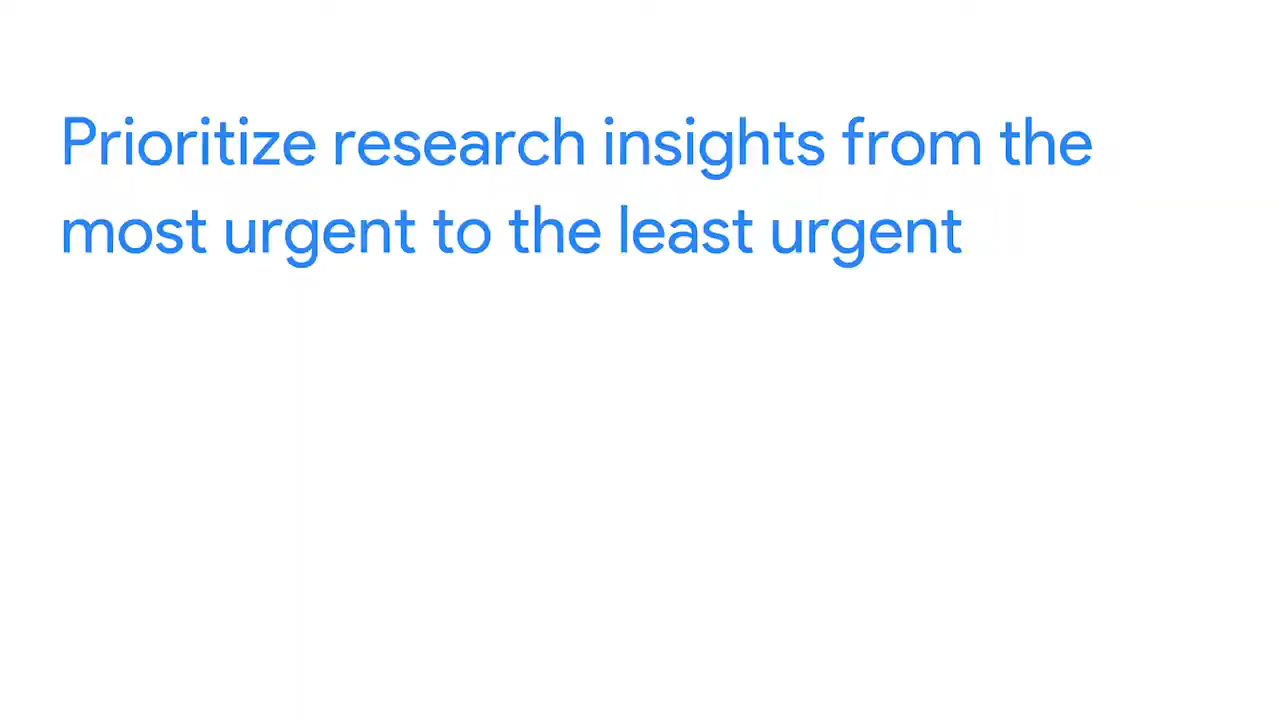 Prioritize research insights from the
most urgent to the least urgent